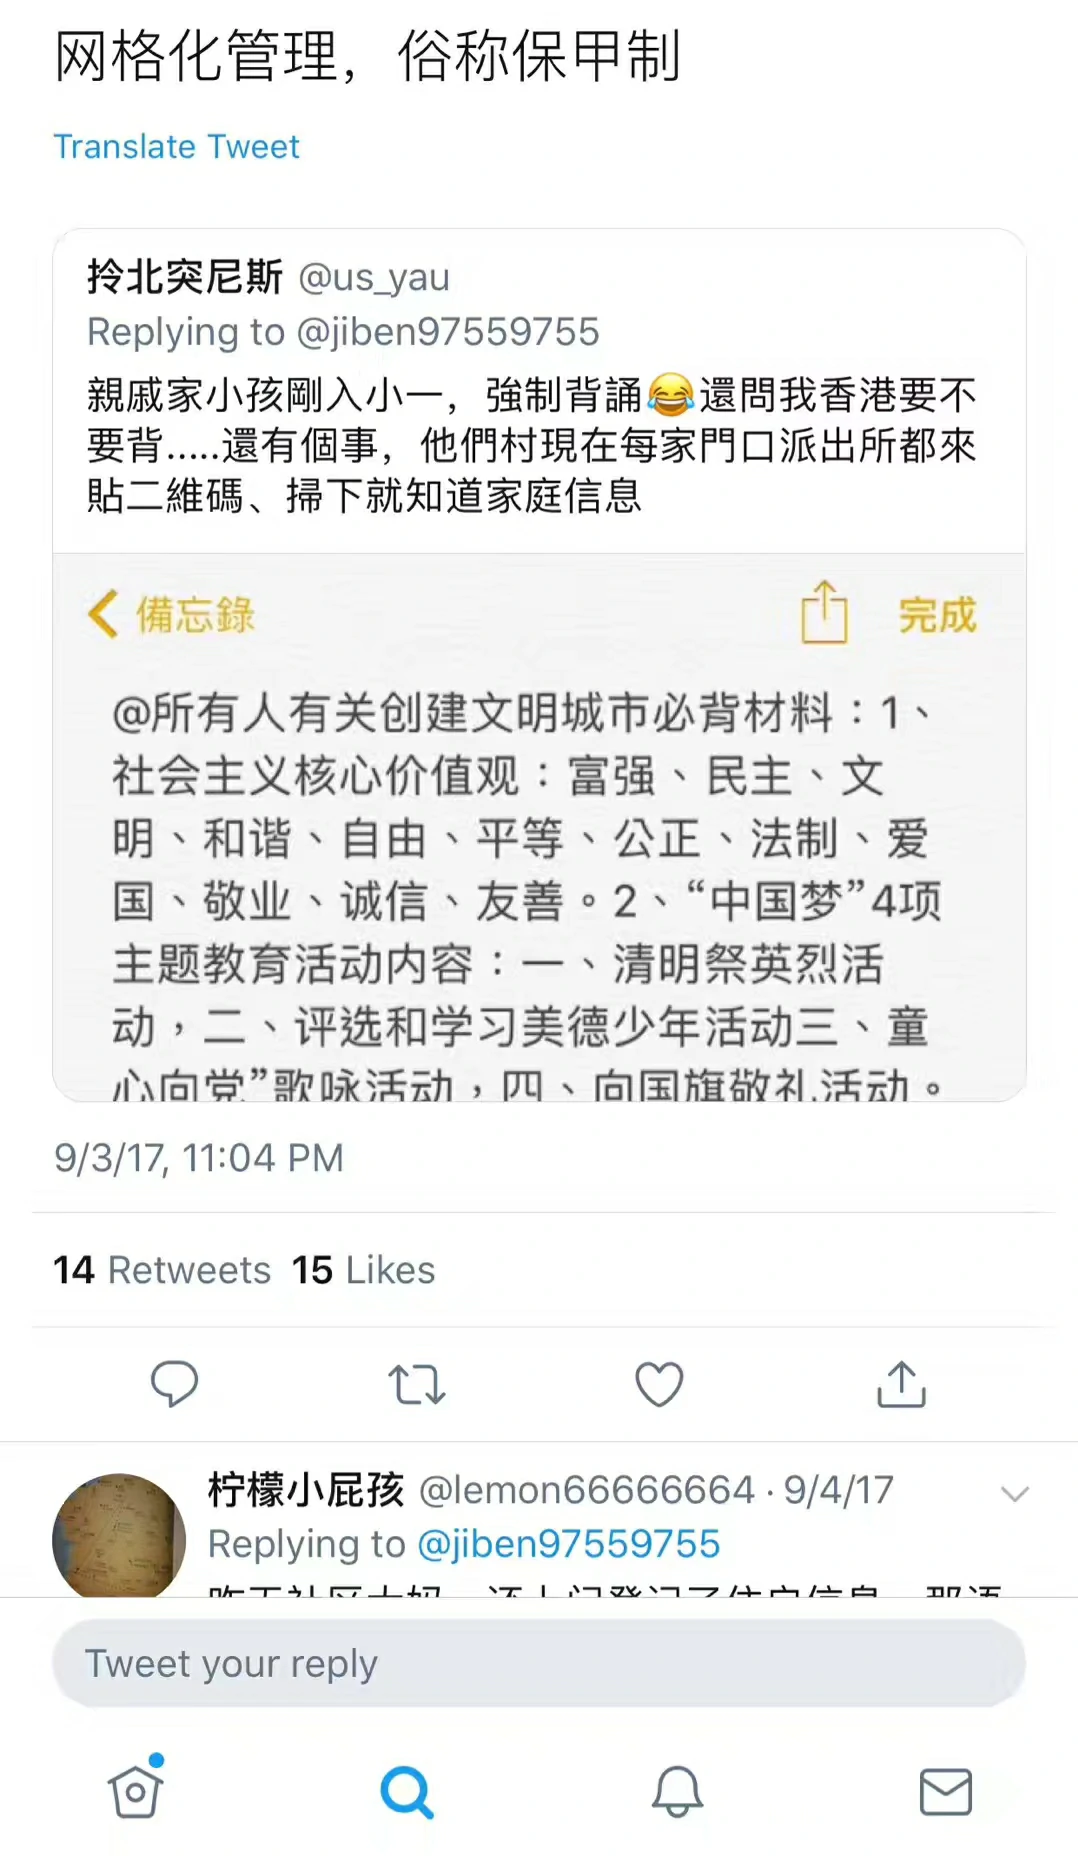 网格化管理，俗称保甲制
Translate Tweet
拎北突尼斯 @us_yau
Replying to @jiben97559755
親戚家小孩剛入小一，強制背誦😂還問我香港要不
要背.....還有個事，他們村現在每家門口派出所都來
貼二維碼、掃下就知道家庭信息
備忘錄
完成
@所有人有关创建文明城市必背材料：1、
社会主义核心价值观：富强、民主、文
明、和谐、自由、平等、公正、法制、爱
国、敬业、诚信、友善。2、“中国梦”4项
主题教育活动内容：一、清明祭英烈活
动，二、评选和学习美德少年活动三、童
心向党”歌咏活动，四、向国旗敬礼活动。
9/3/17, 11:04 PM
14 Retweets 15 Likes
柠檬小屁孩 @lemon66666664 · 9/4/17
Replying to @jiben97559755
Tweet your reply